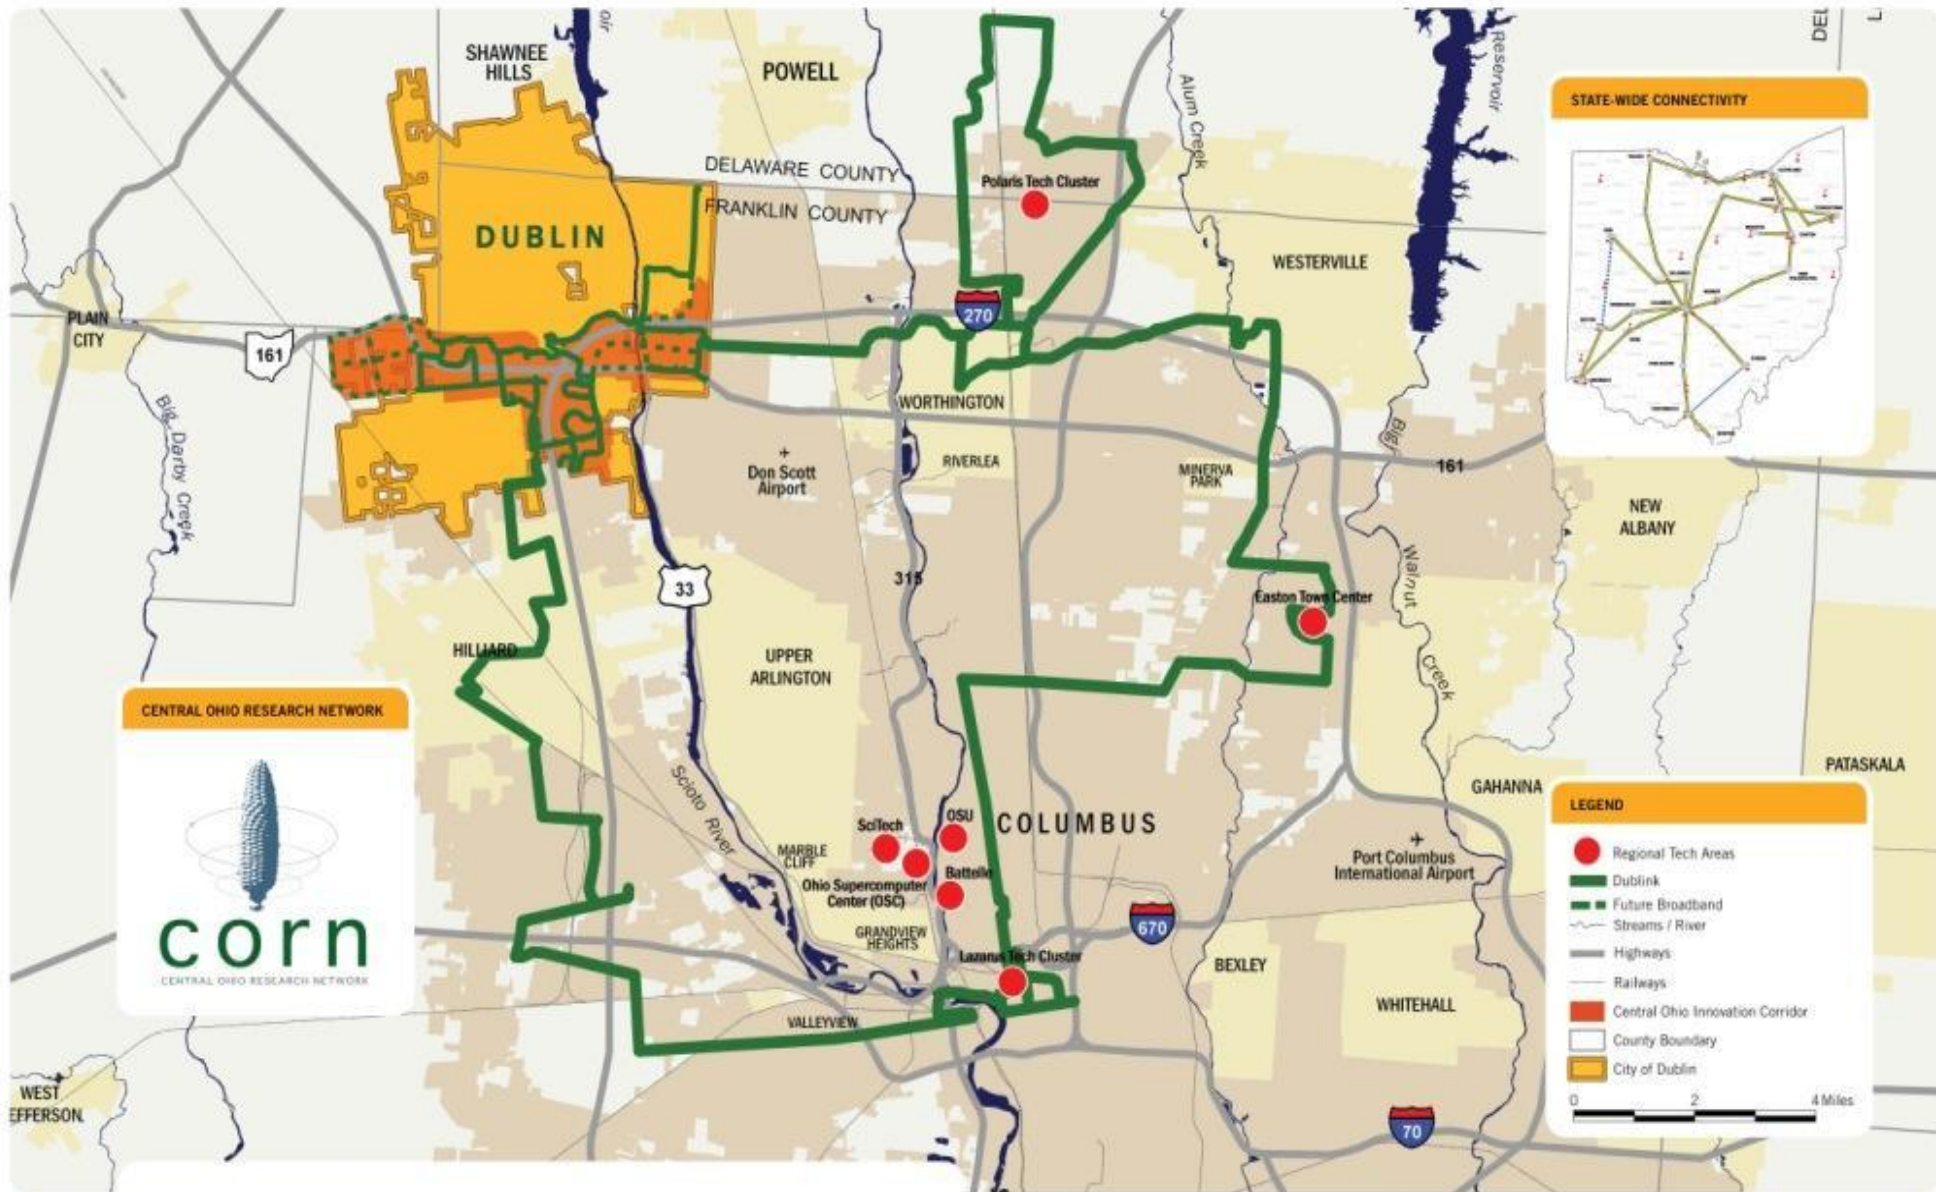 SHAWNEE
HILLS
POWELL
Alum Creek
Reservoir
DELAWARE COUNTY
FRANKLIN COUNTY
Polaris Tech Cluster
DUBLIN
WESTERVILLE
STATE-WIDE CONNECTIVITY
PLAIN
CITY
161
270
WORTHINGTON
Big Darby Creek
Don Scott
Airport
RIVERLEA
MINERVA
PARK
Big
161
NEW
ALBANY
33
315
Walnut
Creek
Easton Town Center
HILLIARD
UPPER
ARLINGTON
CENTRAL OHIO RESEARCH NETWORK
corn
CENTRAL OHIO RESEARCH NETWORK
Scioto River
PATASKALA
GAHANNA
SciTech
OSU
COLUMBUS
MARBLE
CLIFF
Ohio Supercomputer
Center (OSC)
Battelle
Port Columbus
International Airport
GRANDVIEW
HEIGHTS
670
Lazarus Tech Cluster
BEXLEY
WHITEHALL
VALLEYVIEW
WEST
EFFERSON
70
LEGEND
Regional Tech Areas
Dublink
Future Broadband
Streams / River
Highways
Railways
Central Ohio Innovation Corridor
County Boundary
City of Dublin
0 2 4 Miles